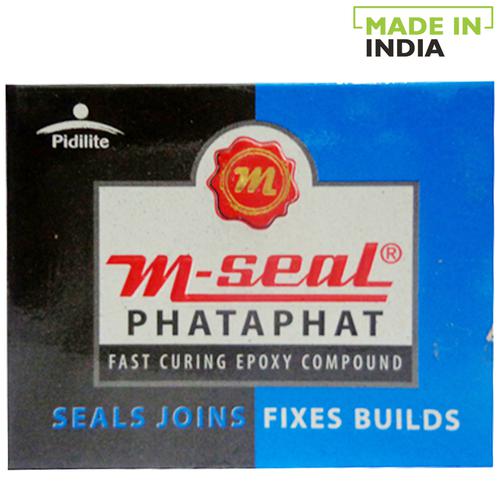 MADE IN
INDIA
Pidilite
m
m-seal®
PHATAPHAT
FAST CURING EPOXY COMPOUND
SEALS JOINS FIXES BUILDS